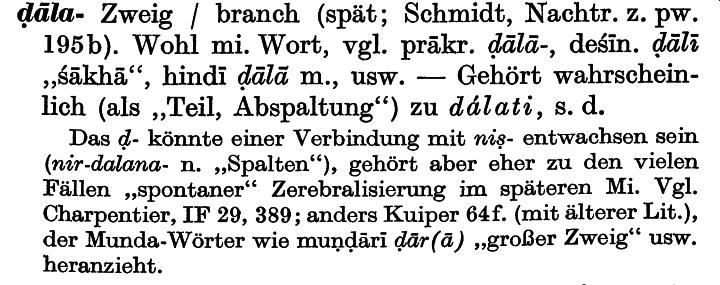 ḍāla- Zweig / branch (spät; Schmidt, Nachtr. z. pw.
195b). Wohl mi. Wort, vgl. prākr. ḍālā-, deśīn. ḍālī
„śākhā“, hindī ḍālā m., usw. — Gehört wahrschein-
lich (als „Teil, Abspaltung“) zu dálati, s. d.
Das ḍ- könnte einer Verbindung mit niṣ- entwachsen sein
(nir-dalana- n. „Spalten“), gehört aber eher zu den vielen
Fällen „spontaner“ Zerebralisierung im späteren Mi. Vgl.
Charpentier, IF 29, 389; anders Kuiper 64f. (mit älterer Lit.),
der Munda-Wörter wie muṇḍārī ḍār(ā) „großer Zweig“ usw.
heranzieht.